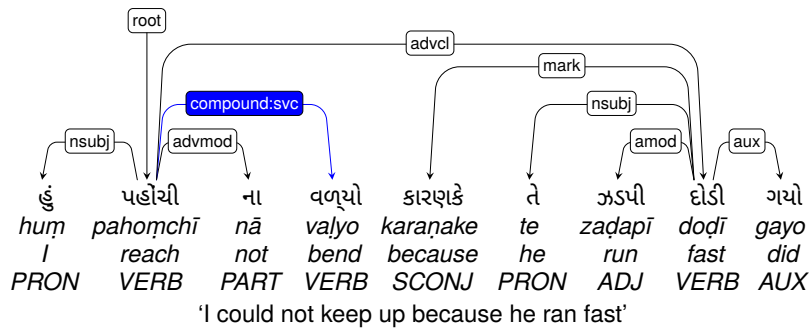 root
advcl
mark
compound:svc nsubj
nsubj advmod amod aux
હું પહોંચી ના વળ્યો કારણકે તે ઝડપી દોડી ગયો
huṃ pahoṃchī nā vaḷyo karaṇake te zaḍapī doḍī gayo
I reach not bend because he run fast did
PRON VERB PART VERB SCONJ PRON ADJ VERB AUX
‘I could not keep up because he ran fast’